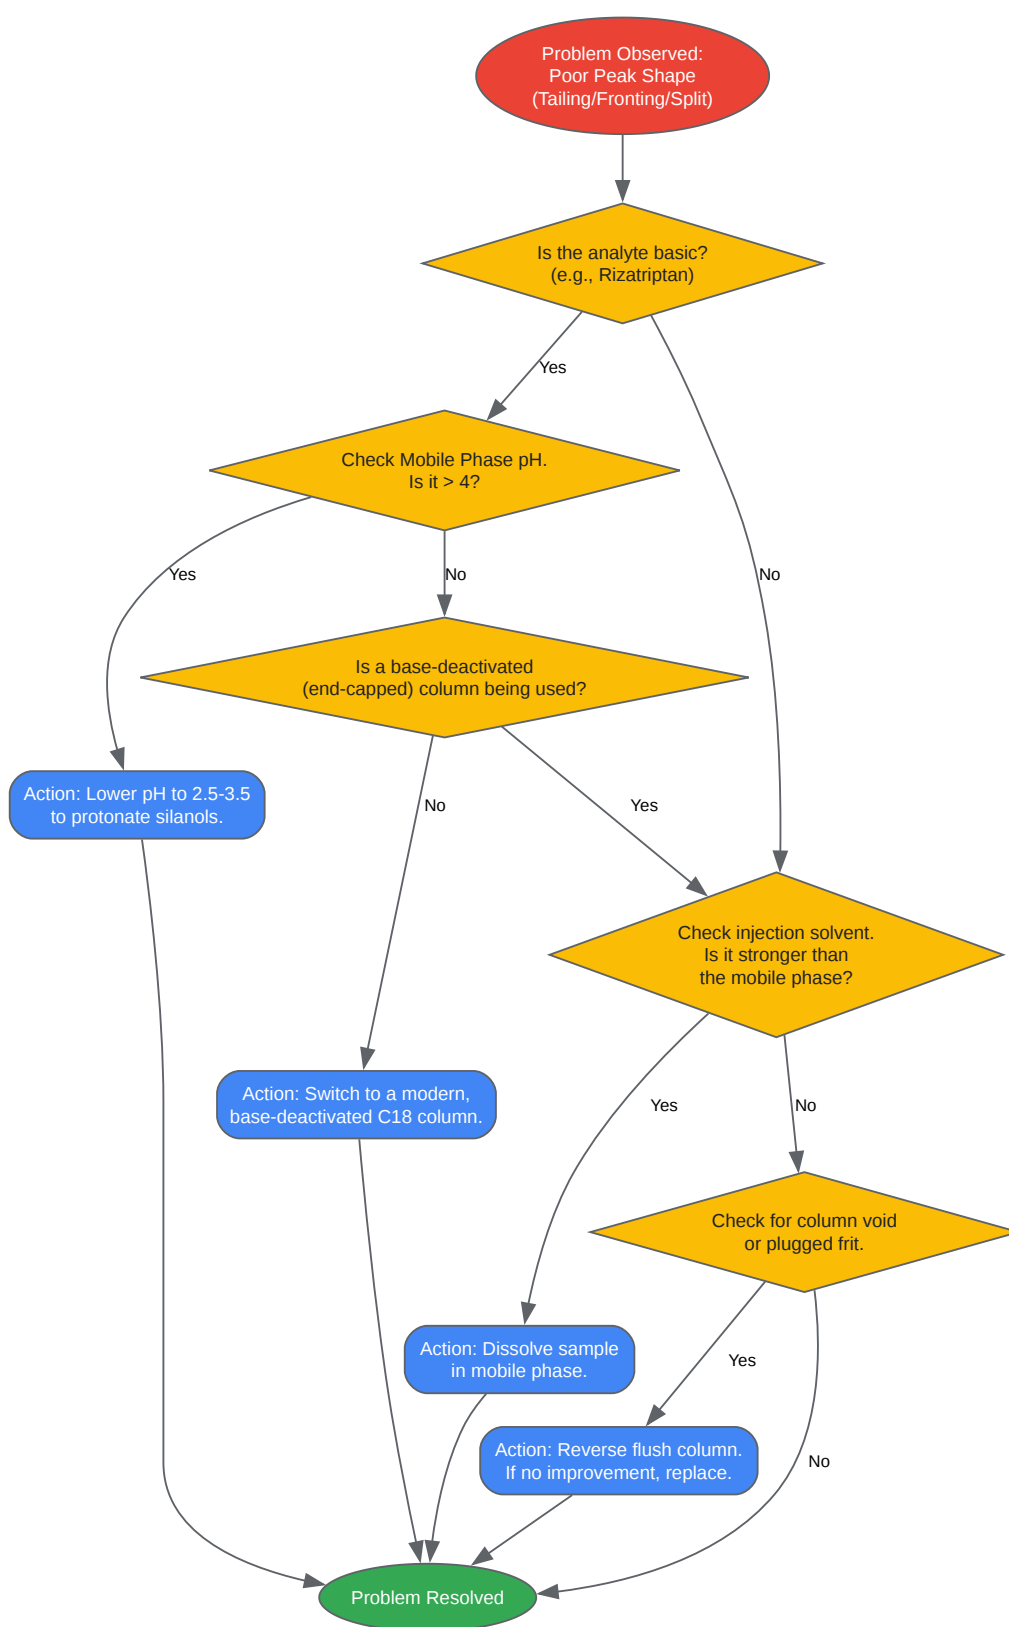 Problem Observed:
Poor Peak Shape
(Tailing/Fronting/Split)
Is the analyte basic?
(e.g., Rizatriptan)
Yes
Check Mobile Phase pH.
Is it > 4?
Yes
No
No
Is a base-deactivated
(end-capped) column being used?
Action: Lower pH to 2.5-3.5
to protonate silanols.
No
Yes
Check injection solvent.
Is it stronger than
the mobile phase?
Action: Switch to a modern,
base-deactivated C18 column.
Yes
No
Check for column void
or plugged frit.
Action: Dissolve sample
in mobile phase.
Yes
Action: Reverse flush column.
If no improvement, replace.
No
Problem Resolved